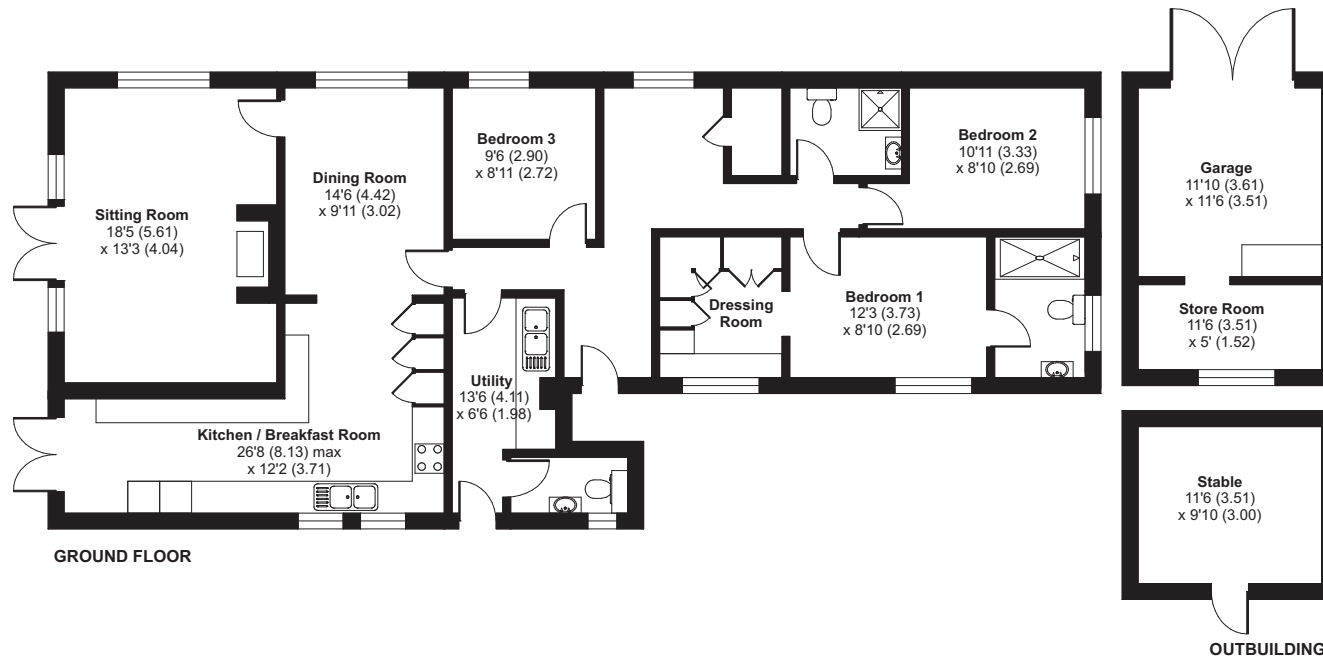 Sitting Room
18'5 (5.61)
x 13'3 (4.04)
Dining Room
14'6 (4.42)
x 9'11 (3.02)
Bedroom 3
9'6 (2.90)
x 8'11 (2.72)
Bedroom 2
10'11 (3.33)
x 8'10 (2.69)
Garage
11'10 (3.61)
x 11'6 (3.51)
Dressing
Room
Bedroom 1
12'3 (3.73)
x 8'10 (2.69)
Store Room
11'6 (3.51)
x 5' (1.52)
Utility
13'6 (4.11)
x 6'6 (1.98)
Kitchen / Breakfast Room
26'8 (8.13) max
x 12'2 (3.71)
Stable
11'6 (3.51)
x 9'10 (3.00)
GROUND FLOOR
OUTBUILDING